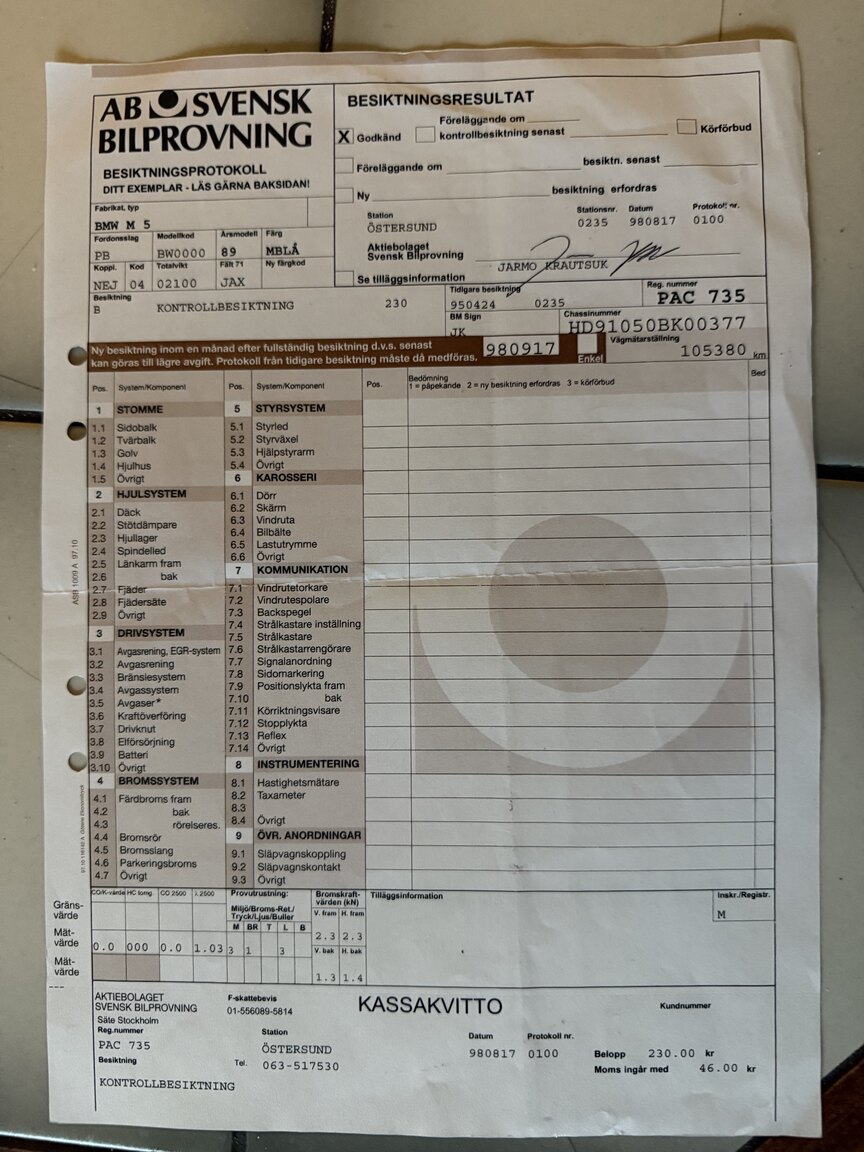 AB SVENSK
BILPROVNING
BESIKTNINGSPROTOKOLL
DITT EXEMPLAR - LÄS GÄRNA BAKSIDAN!
BESIKTNINGSRESULTAT
X Godkänd
Föreläggande om
kontrollbesiktning senast
Körförbud
Föreläggande om besiktn. senast
Ny besiktning erfordras
Station Stationsnr. Datum Protokoll nr.
ÖSTERSUND 0235 980817 0100
Aktiebolaget
Svensk Bilprovning
JARMO KRAUTSUK
Se tilläggsinformation
Fabrikat, typ
BMW M 5
Fordonsslag Modellkod Årsmodell Färg
PB BW0000 89 MBLÅ
Koppl. Kod Totalvikt Fält 71 Ny färgkod
NEJ 04 02100 JAX
Besiktning
B KONTROLLBESIKTNING 230
Tidigare besiktning
950424 0235
Reg. nummer
PAC 735
BM Sign
JK
Chassinummer
HD91050BK00377
Ny besiktning inom en månad efter fullständig besiktning d.v.s. senast
kan göras till lägre avgift. Protokoll från tidigare besiktning måste då medföras.
980917
Enkel
Vägmätarställning
105380 km
Pos. System/Komponent
1 STOMME
1.1 Sidobalk
1.2 Tvärbalk
1.3 Golv
1.4 Hjulhus
1.5 Övrigt
2 HJULSYSTEM
2.1 Däck
2.2 Stötdämpare
2.3 Hjullager
2.4 Spindelled
2.5 Länkarm fram
2.6 bak
2.7 Fjäder
2.8 Fjädersäte
2.9 Övrigt
3 DRIVSYSTEM
3.1 Avgasrening, EGR-system
3.2 Avgasrening
3.3 Bränslesystem
3.4 Avgassystem
3.5 Avgaser*
3.6 Kraftöverföring
3.7 Drivknut
3.8 Elförsörjning
3.9 Batteri
3.10 Övrigt
4 BROMSSYSTEM
4.1 Färdbroms fram
4.2 bak
4.3 rörelseres.
4.4 Bromsrör
4.5 Bromsslang
4.6 Parkeringsbroms
4.7 Övrigt
Pos. System/Komponent
5 STYRSYSTEM
5.1 Styrled
5.2 Styrväxel
5.3 Hjälpstyrarm
5.4 Övrigt
6 KAROSSERI
6.1 Dörr
6.2 Skärm
6.3 Vindruta
6.4 Bilbälte
6.5 Lastutrymme
6.6 Övrigt
7 KOMMUNIKATION
7.1 Vindrutetorkare
7.2 Vindrutespolare
7.3 Backspegel
7.4 Strålkastare inställning
7.5 Strålkastare
7.6 Strålkastarrengörare
7.7 Signalanordning
7.8 Sidomarkering
7.9 Positionslykta fram
7.10 bak
7.11 Körriktningsvisare
7.12 Stopplykta
7.13 Reflex
7.14 Övrigt
8 INSTRUMENTERING
8.1 Hastighetsmätare
8.2 Taxameter
8.3
8.4 Övrigt
9 ÖVR. ANORDNINGAR
9.1 Släpvagnskoppling
9.2 Släpvagnskontakt
9.3 Övrigt
Pos.
Bedömning
1 = påpekande 2 = ny besiktning erfordras 3 = körförbud
Bed
ASB 1009 A 97.10
Gränsvärde
Mätvärde
Mätvärde
CO/K-värde HC tomg. CO 2500 λ 2500
0.0 000 0.0 1.03
Provutrustning:
Miljö/Broms-Ret./
Tryck/Ljus/Buller
M BR T L B
3 1 3
Bromskraft-
värden (kN)
V. fram H. fram
2.3 2.3
V. bak H. bak
1.3 1.4
Tilläggsinformation
Inskr./Registr.
M
AKTIEBOLAGET
SVENSK BILPROVNING
Säte Stockholm
F-skattebevis
01-556089-5814
KASSAKVITTO
Kundnummer
Reg.nummer
PAC 735
Station
ÖSTERSUND
Datum Protokoll nr.
980817 0100
Belopp 230.00 kr
Moms ingår med 46.00 kr
Besiktning
Tel. 063-517530
KONTROLLBESIKTNING